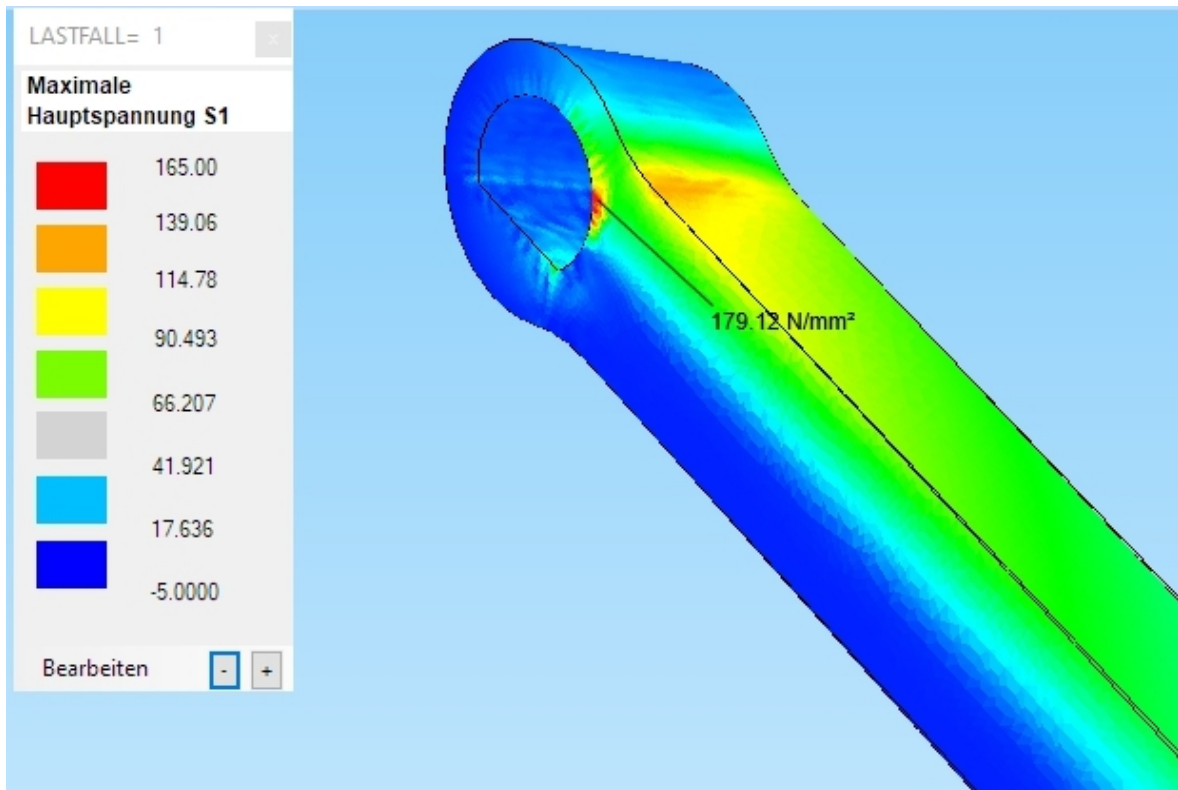 LASTFALL= 1
x
Maximale
Hauptspannung S1
165.00
139.06
114.78
90.493
66.207
41.921
17.636
-5.0000
Bearbeiten - +
179.12 N/mm²